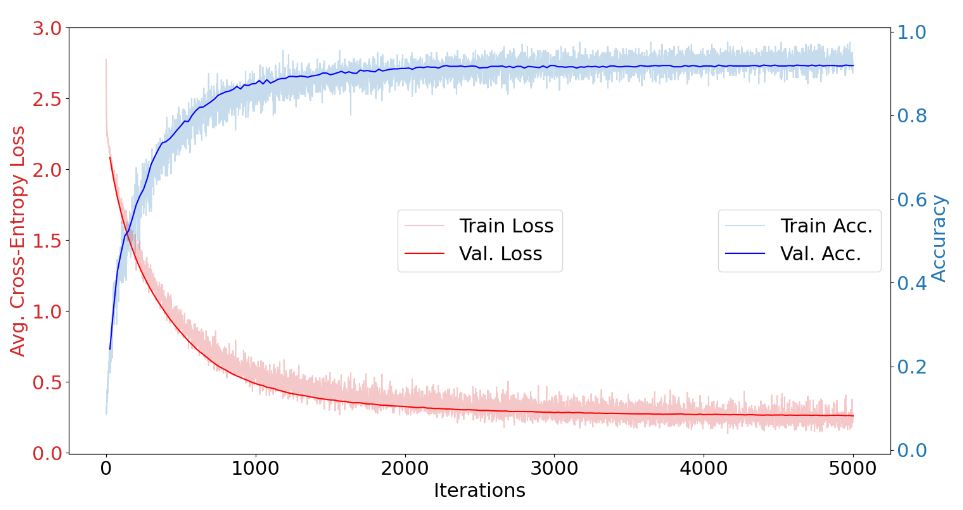 3.0
2.5
2.0
1.5
1.0
0.5
0.0
Avg. Cross-Entropy Loss
1.0
0.8
0.6
0.4
0.2
0.0
Accuracy
Train Loss
Val. Loss
Train Acc.
Val. Acc.
0 1000 2000 3000 4000 5000
Iterations